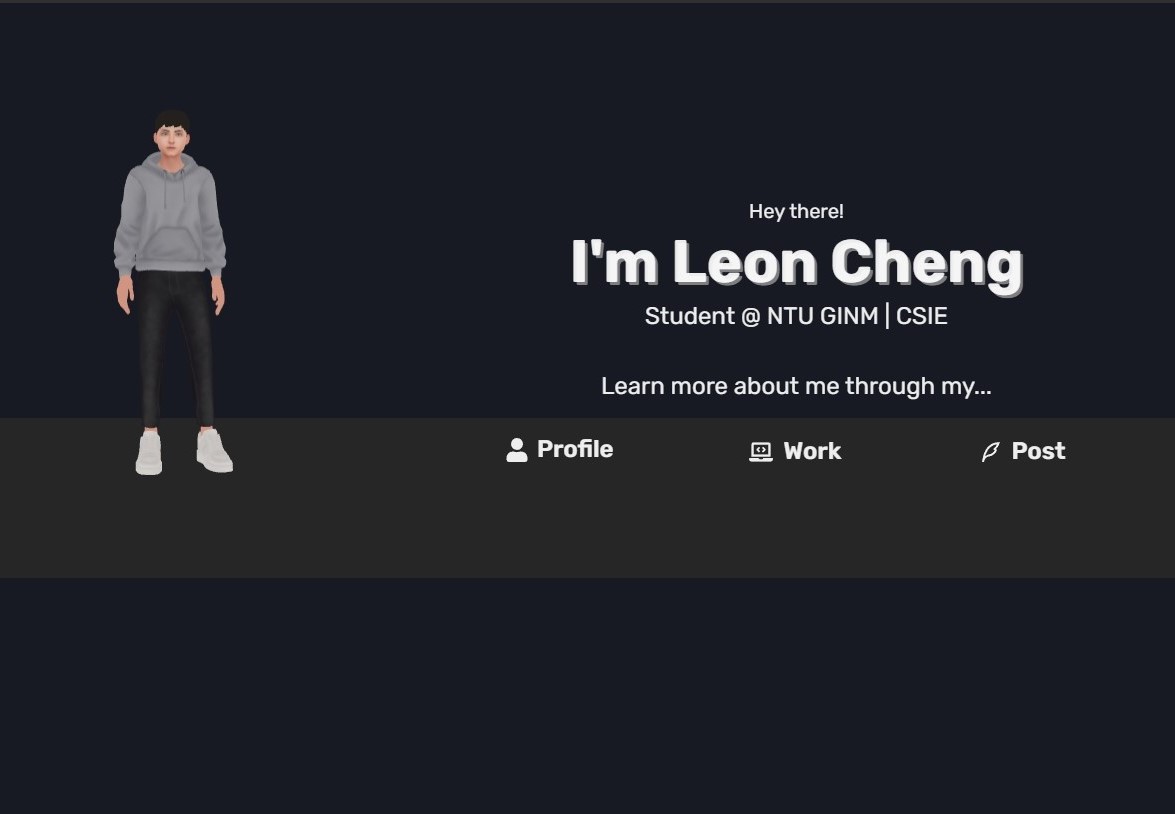 Hey there!
I'm Leon Cheng
Student @ NTU GINM | CSIE
Learn more about me through my...
Profile
Work
Post